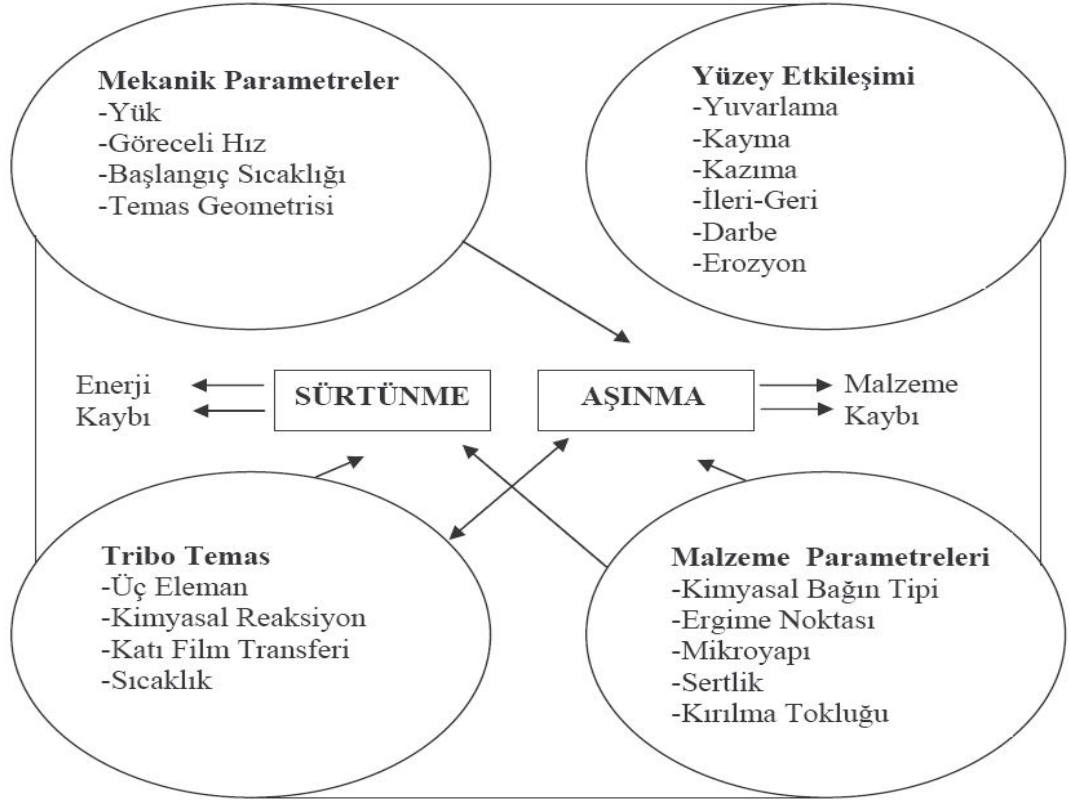 Mekanik Parametreler
-Yük
-Göreceli Hız
-Başlangıç Sıcaklığı
-Temas Geometrisi
Yüzey Etkileşimi
-Yuvarlama
-Kayma
-Kazıma
-İleri-Geri
-Darbe
-Erozyon
Enerji
Kaybı
SÜRTÜNME
AŞINMA
Malzeme
Kaybı
Tribo Temas
-Üç Eleman
-Kimyasal Reaksiyon
-Katı Film Transferi
-Sıcaklık
Malzeme Parametreleri
-Kimyasal Bağın Tipi
-Ergime Noktası
-Mikroyapı
-Sertlik
-Kırılma Tokluğu